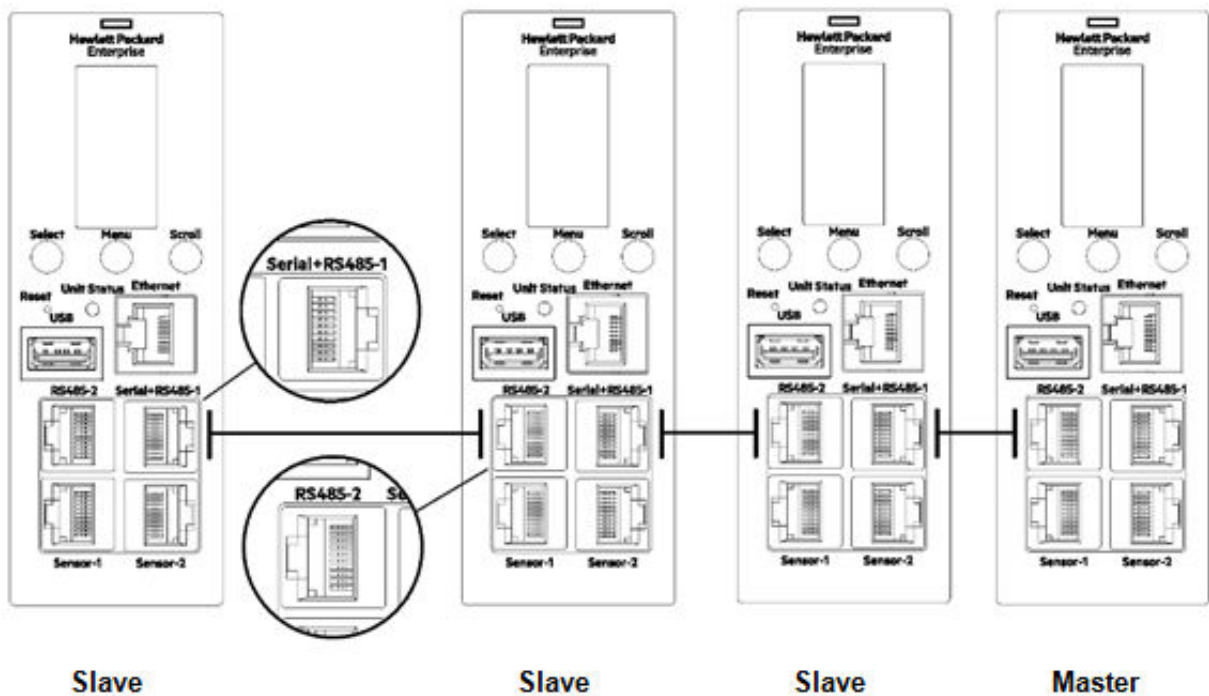 Hewlett Packard
Enterprise
Select Menu Scroll
Reset Unit Status Ethernet
USB
RS485-2 Serial+RS485-1
Sensor-1 Sensor-2
Serial+RS485-1
RS485-2 Se
Hewlett Packard
Enterprise
Select Menu Scroll
Reset Unit Status Ethernet
USB
RS485-2 Serial+RS485-1
Sensor-1 Sensor-2
Hewlett Packard
Enterprise
Select Menu Scroll
Reset Unit Status Ethernet
USB
RS485-2 Serial+RS485-1
Sensor-1 Sensor-2
Hewlett Packard
Enterprise
Select Menu Scroll
Reset Unit Status Ethernet
USB
RS485-2 Serial+RS485-1
Sensor-1 Sensor-2
Slave Slave Slave Master